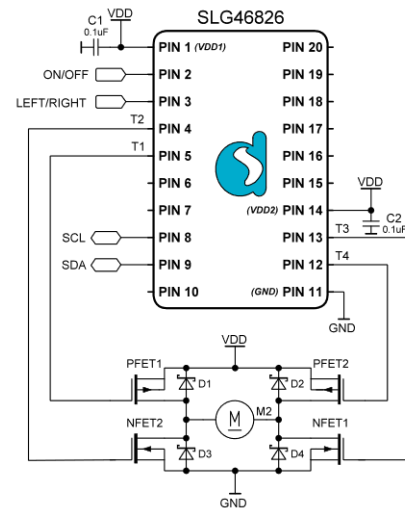 SLG46826
C1
0.1uF
VDD
PIN 1 (VDD1)
PIN 20
ON/OFF
PIN 2
PIN 19
LEFT/RIGHT
PIN 3
PIN 18
T2
PIN 4
PIN 17
T1
PIN 5
PIN 16
PIN 6
PIN 15
VDD
PIN 7
(VDD2) PIN 14
C2
0.1uF
SCL
PIN 8
PIN 13
T3
SDA
PIN 9
PIN 12
T4
PIN 10
(GND) PIN 11
GND
VDD
PFET1
D1
D2
PFET2
M
M2
NFET2
D3
D4
NFET1
GND